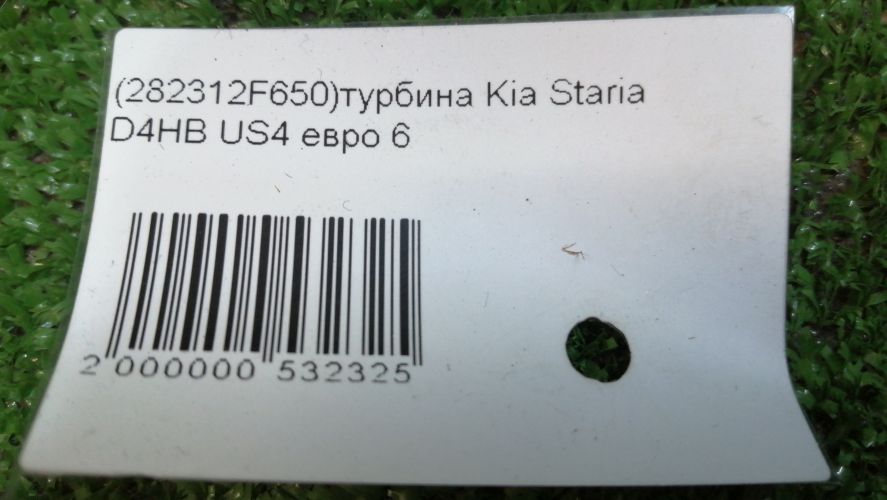 (282312F650)турбина Kia Staria
D4HB US4 евро 6
2 000000 532325